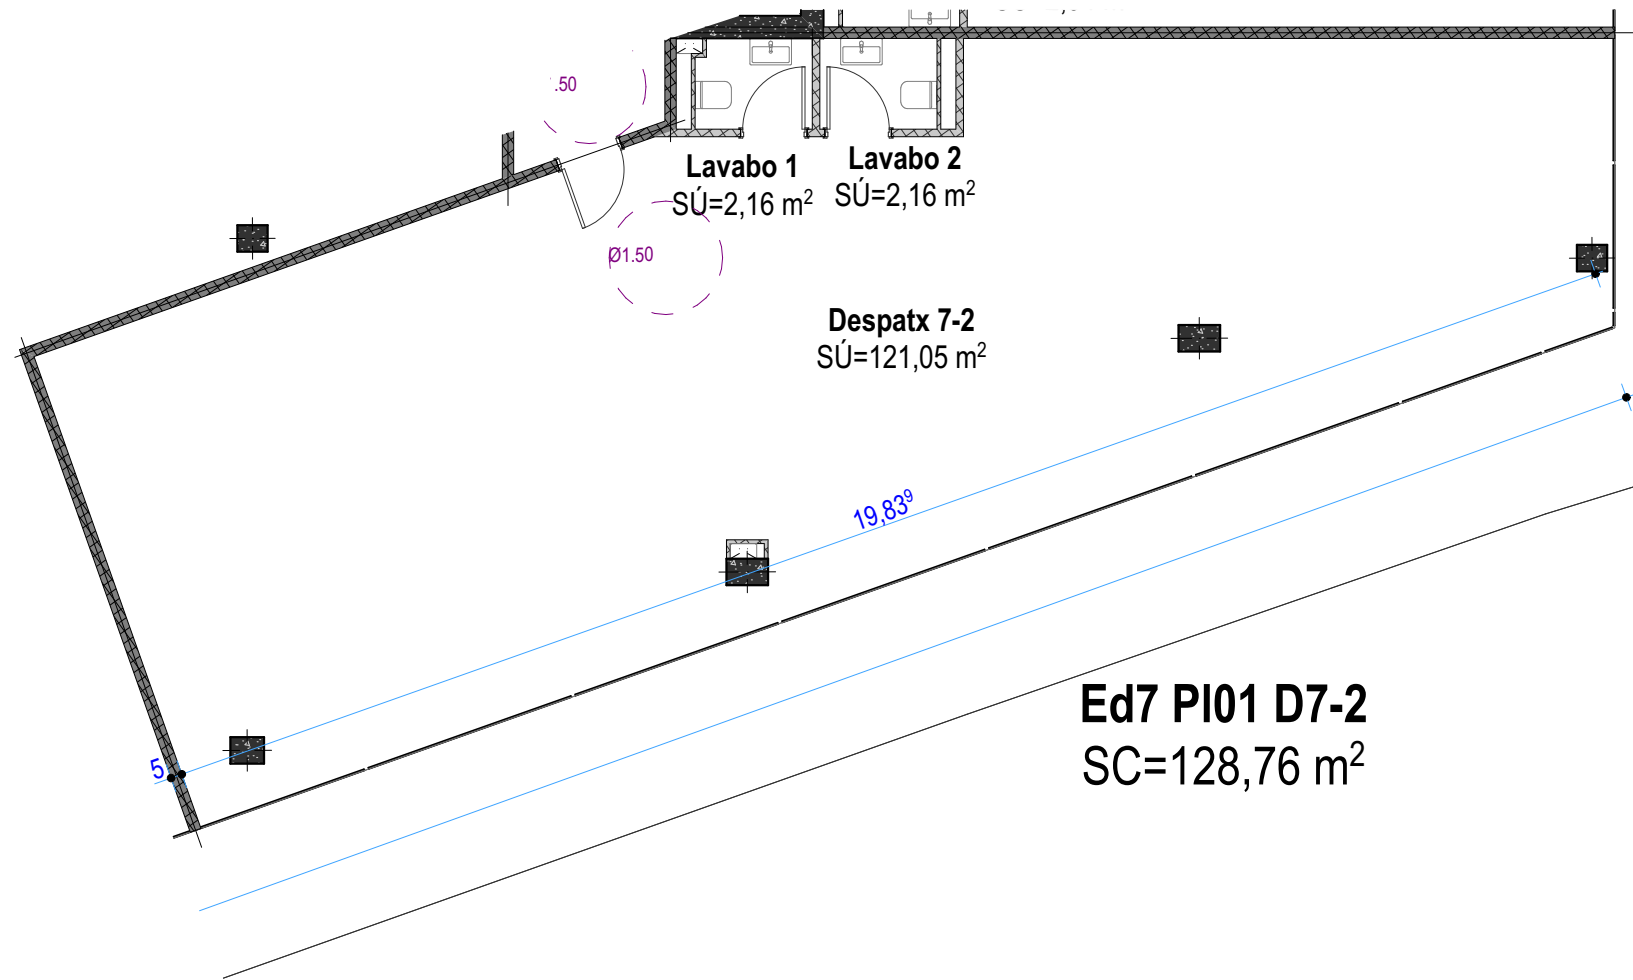 .50
Lavabo 1
SÚ=2,16 m²
Lavabo 2
SÚ=2,16 m²
Ø1.50
Despatx 7-2
SÚ=121,05 m²
19,83⁹
5
Ed7 Pl01 D7-2
SC=128,76 m²